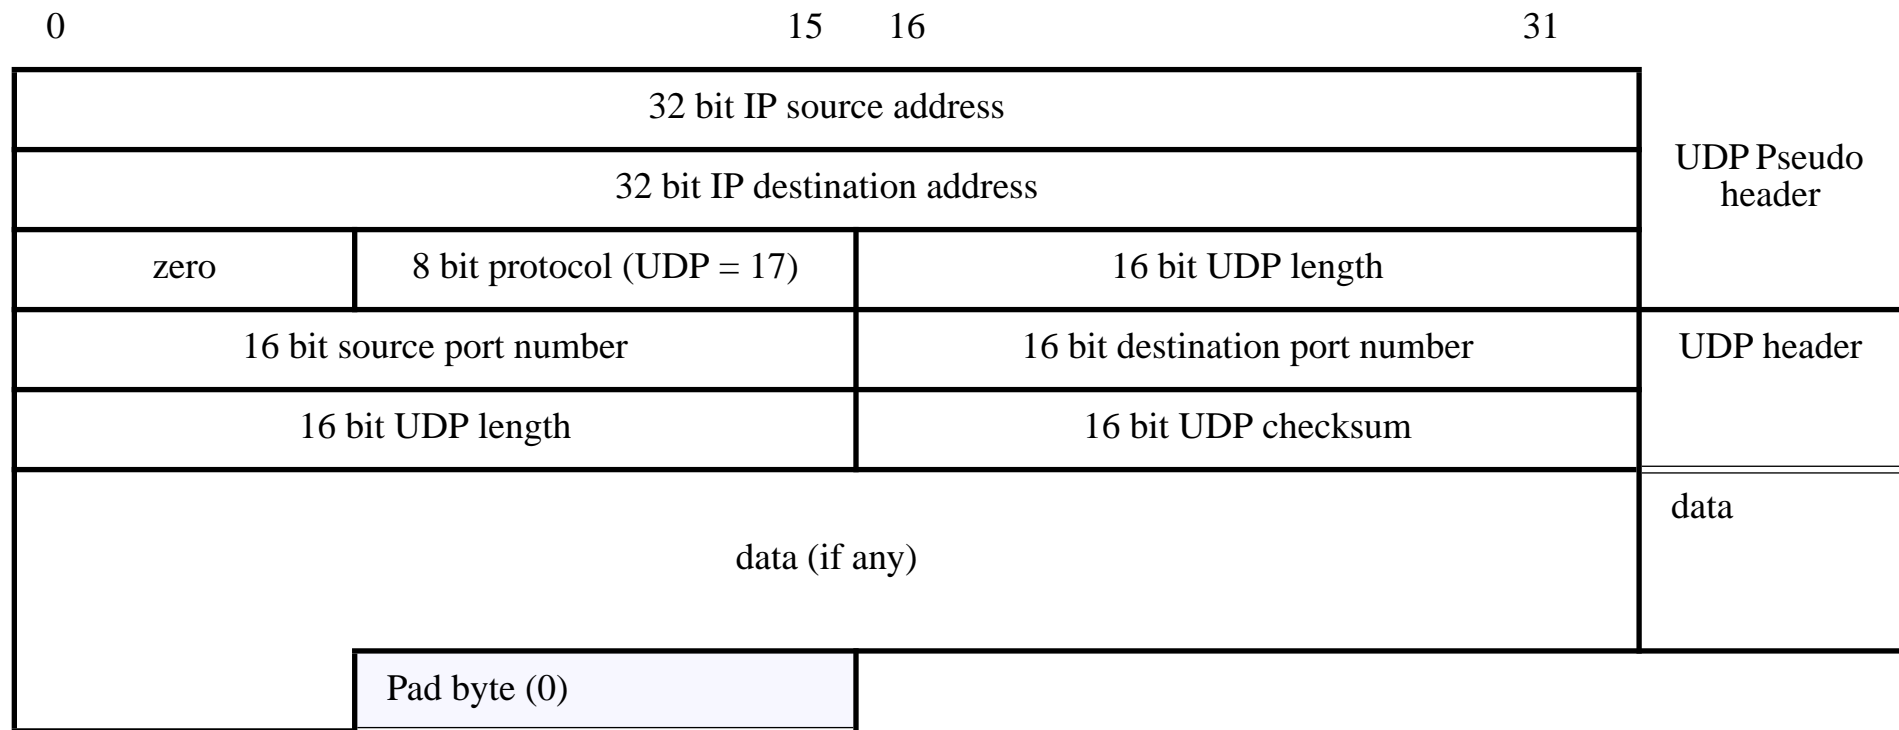 0 15 16 31
32 bit IP source address
32 bit IP destination address
UDP Pseudo
header
zero 8 bit protocol (UDP = 17) 16 bit UDP length
16 bit source port number 16 bit destination port number UDP header
16 bit UDP length 16 bit UDP checksum
data
data (if any)
Pad byte (0)